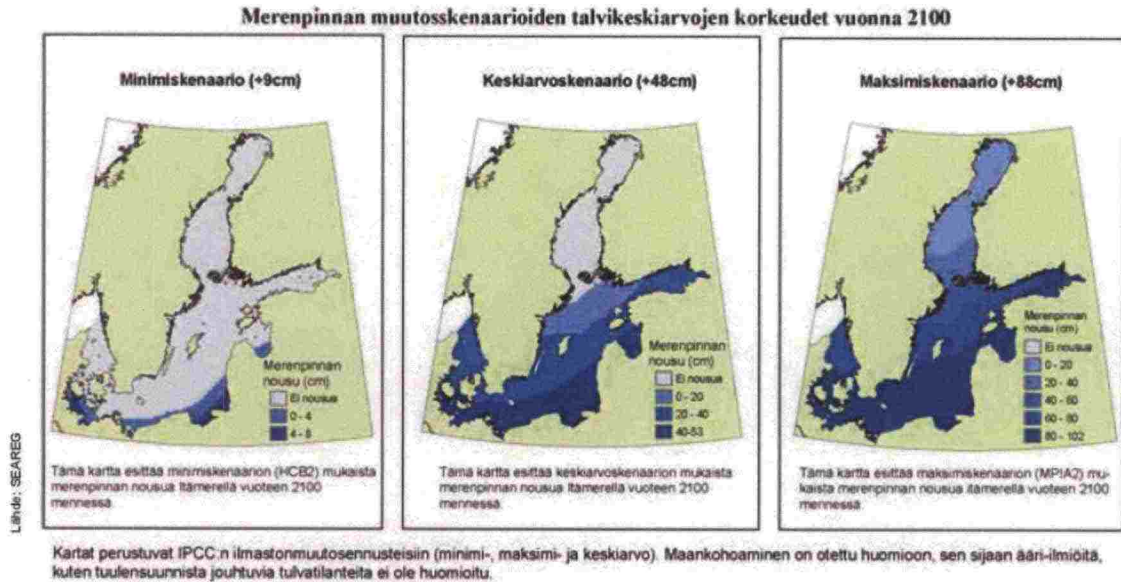 Merenpinnan muutosskenaarioiden talvikeskiarvojen korkeudet vuonna 2100
Minimiskenaario (+9cm)
Merenpinnan
nousu (cm)
Ei nousua
0 - 4
4 - 8
Tämä kartta esittää minimiskenaarion (HCB2) mukaista
merenpinnan nousua Itämerellä vuoteen 2100
mennessä.
Keskiarvoskenaario (+48cm)
Merenpinnan
nousu (cm)
Ei nousua
0 - 20
20 - 40
40-53
Tämä kartta esittää keskiarvoskenaarion mukaista
merenpinnan nousua Itämerellä vuoteen 2100
mennessä.
Maksimiskenaario (+88cm)
Merenpinnan
nousu (cm)
Ei nousua
0 - 20
20 - 40
40 - 60
60 - 80
80 - 102
Tämä kartta esittää maksimiskenaarion (MPIA2) mu-
kaista merenpinnan nousua itämerellä vuoteen 2100
mennessä.
Lähde: SEAREG
Kartat perustuvat IPCC:n ilmastonmuutosennusteisiin (minimi-, maksimi- ja keskiarvo). Maankohoaminen on otettu huomioon, sen sijaan ääri-ilmiöitä,
kuten tuulensuunnista jouhtuvia tulvatilanteita ei ole huomioitu.